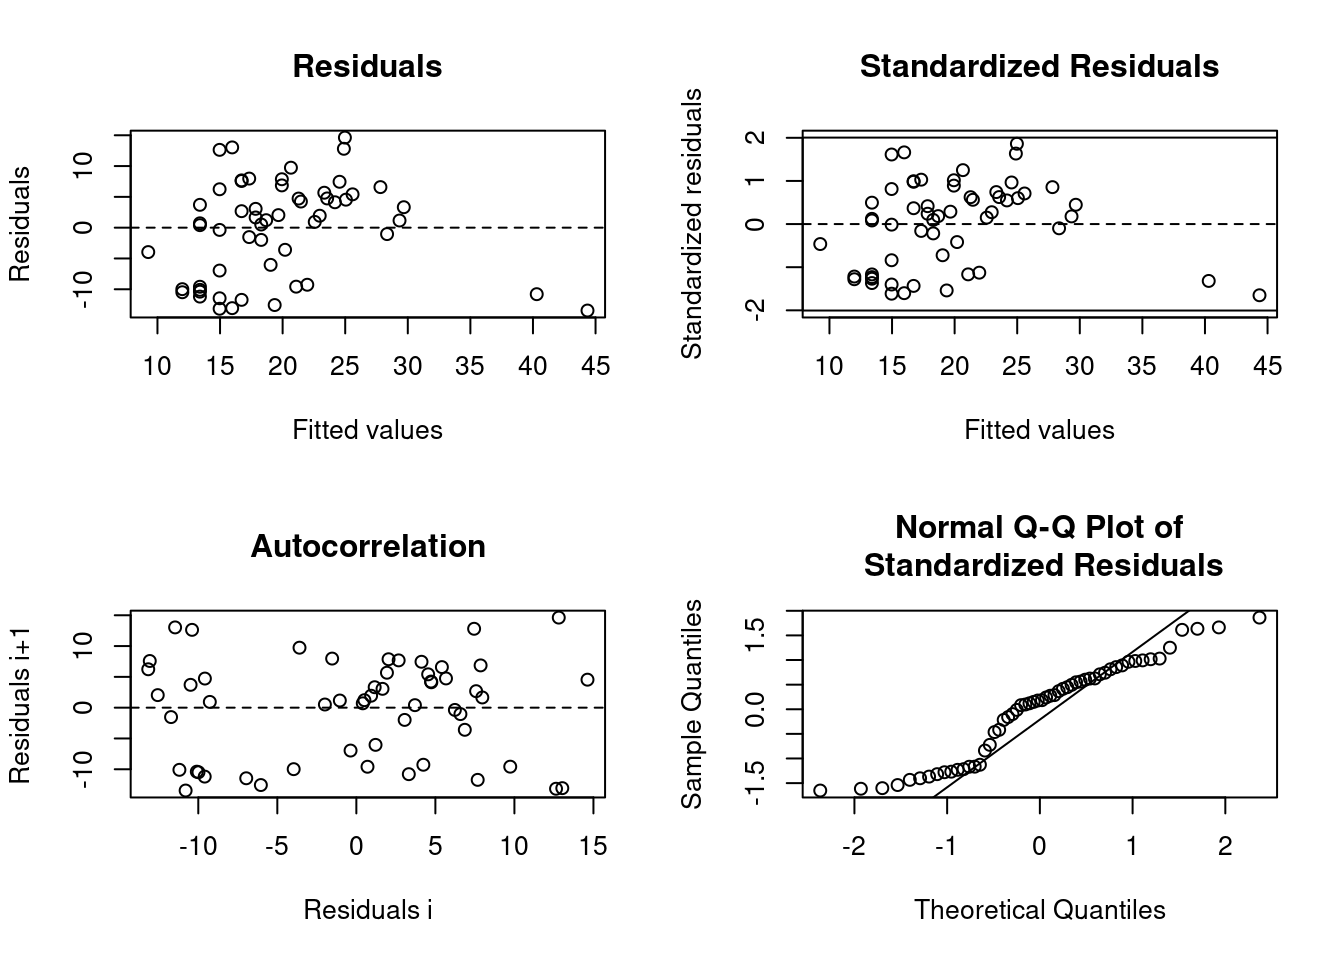 Residuals
Residuals
-10 0 10
10 15 20 25 30 35 40 45
Fitted values
Standardized Residuals
Standardized residuals
-2 0 1 2
10 15 20 25 30 35 40 45
Fitted values
Autocorrelation
Residuals i+1
-10 0 10
-10 -5 0 5 10 15
Residuals i
Normal Q-Q Plot of
Standardized Residuals
Sample Quantiles
-1.5 0.0 1.5
-2 -1 0 1 2
Theoretical Quantiles